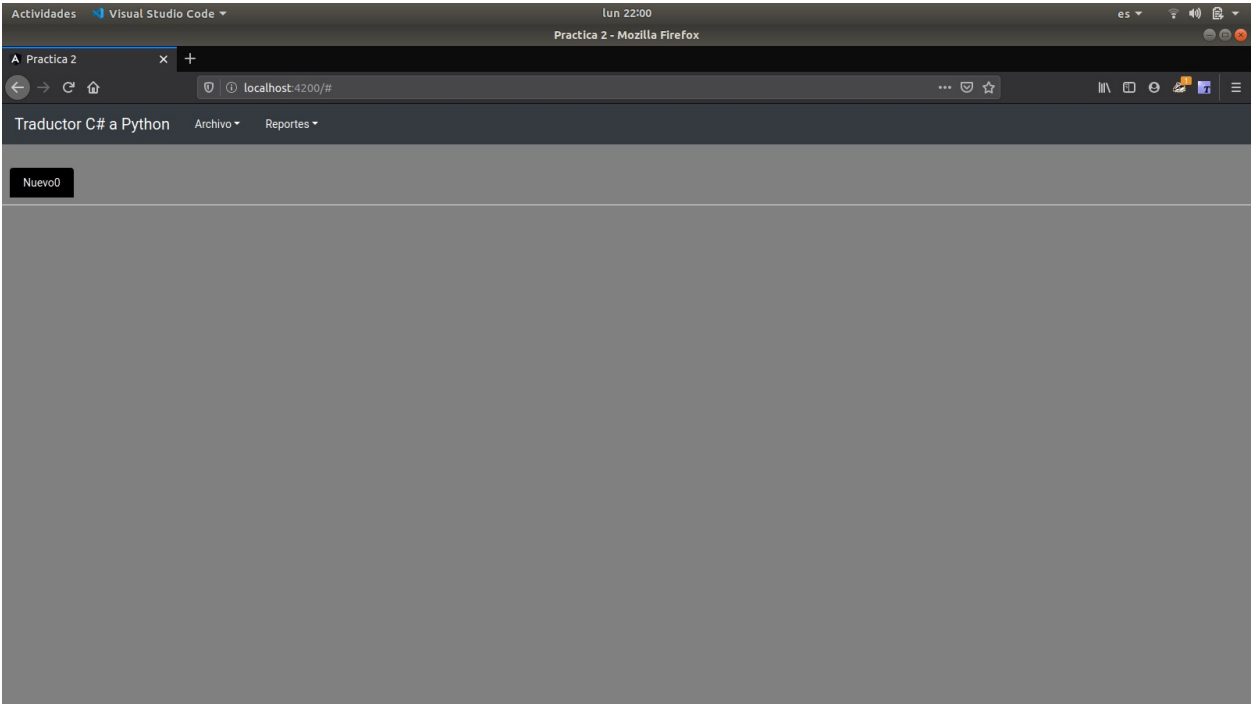 Actividades Visual Studio Code lun 22:00 es
Practica 2 - Mozilla Firefox
Practica 2
localhost:4200/#
Traductor C# a Python Archivo Reportes
Nuevo0